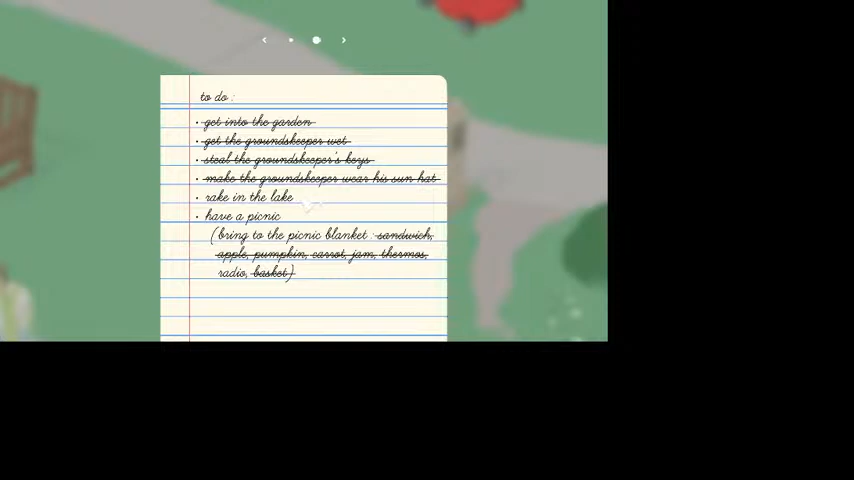 to do :
• get into the garden
• get the groundskeeper wet
• steal the groundskeeper's keys
• make the groundskeeper wear his sun hat
• rake in the lake
• have a picnic
(bring to the picnic blanket : sandwich,
apple, pumpkin, carrot, jam, thermos,
radio, basket)